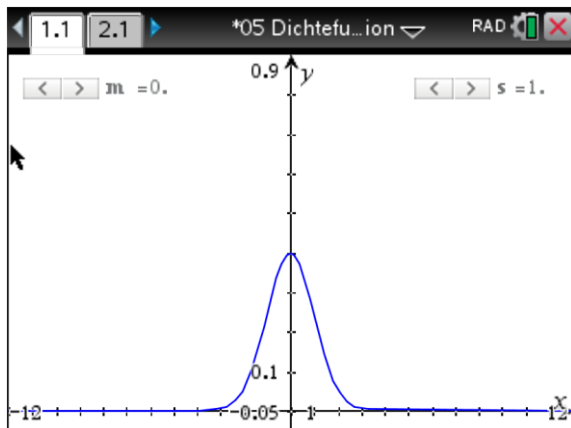 1.1 2.1 *05 Dichtefu...ion RAD
0.9 y
< > m =0.
< > s =1.
0.1
-12 -0.05 1 x 12